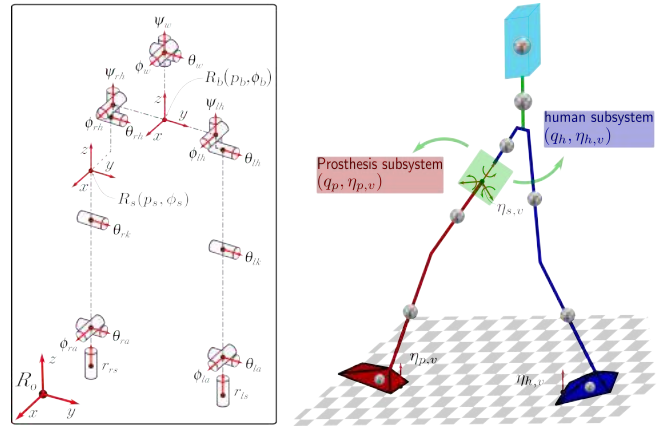 ψ_w
ϕ_w
θ_w
ψ_rh
R_b(p_b,ϕ_b)
ϕ_rh
θ_rh
z
y
x
ψ_lh
ϕ_lh
θ_lh
z
y
x
R_s(p_s,ϕ_s)
θ_rk
θ_lk
ϕ_ra
θ_ra
r_rs
ϕ_la
θ_la
r_ls
z
R_o
x
y
human subsystem
(q_h, η_h,v)
Prosthesis subsystem
(q_p, η_p,v)
η_s,v
η_p,v
η_h,v